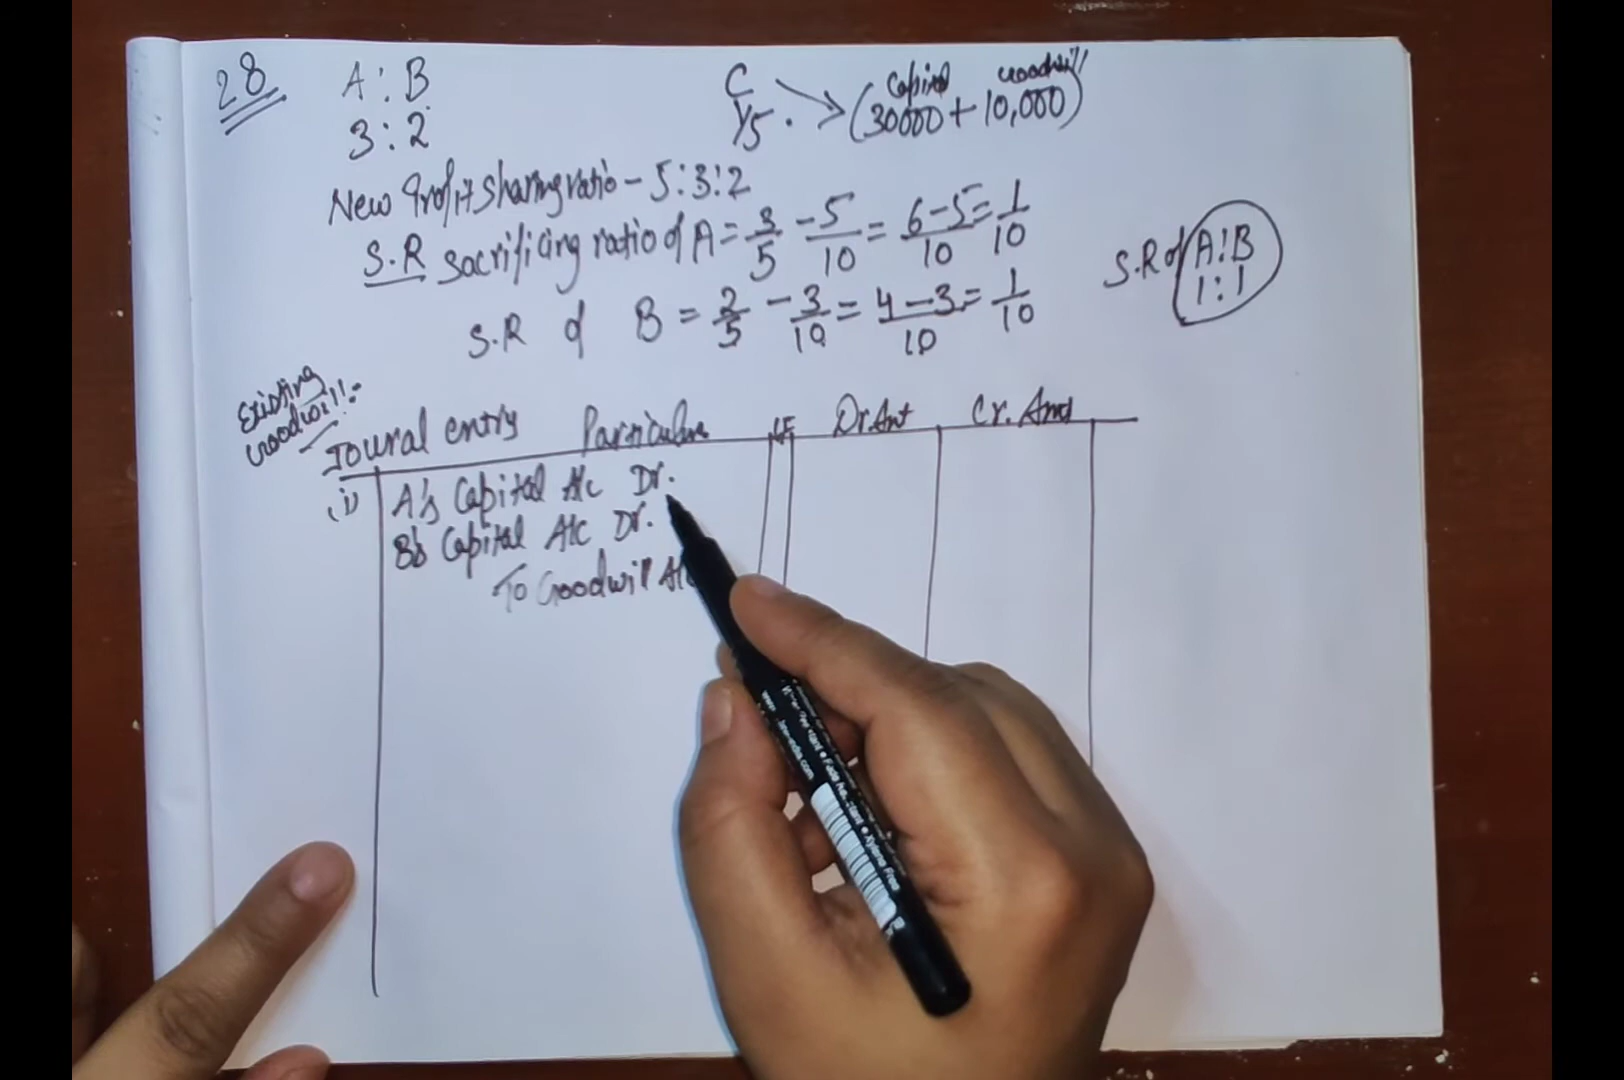 28
A : B
3 : 2
C
1/5 . → (30000 + 10,000)
Capital Goodwill
New Profit sharing ratio - 5:3:2
S.R sacrificing ratio of A = 3/5 - 5/10 = 6-5/10 = 1/10
S.R of B = 2/5 - 3/10 = 4-3/10 = 1/10
S.R of A:B
1:1
Existing
Goodwill:-
Joural entry Particulars LF Dr. Amt Cr. Amt
(i) A's Capital A/c Dr.
B's Capital A/c Dr.
To Goodwill A/c
• Xylene Free